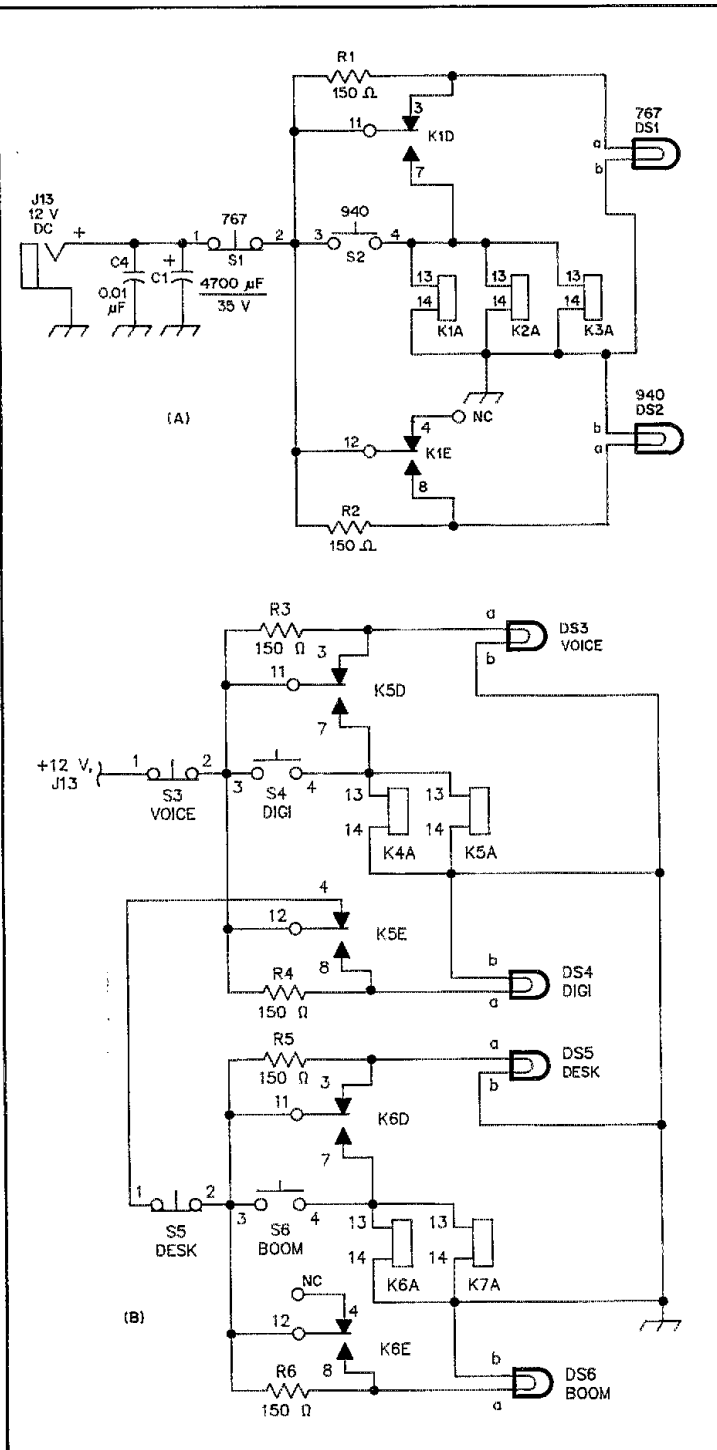 R1
150 Ω
3
11
K1D
7
767
DS1
a
b
J13
12 V
DC
+
767
1
2
S1
940
3
4
S2
C4
0.01
µF
+
C1
4700 µF
35 V
13
14
K1A
13
14
K2A
13
14
K3A
(A)
4
NC
12
K1E
8
940
DS2
b
a
R2
150 Ω
R3
150 Ω
3
11
K5D
7
a
b
DS3
VOICE
+12 V,
J13
1
2
S3
VOICE
3
4
S4
DIGI
13
14
K4A
13
14
K5A
4
12
K5E
8
R4
150 Ω
b
a
DS4
DIGI
R5
150 Ω
3
11
K6D
7
a
b
DS5
DESK
1
2
S5
DESK
3
4
S6
BOOM
13
14
K6A
13
14
K7A
(B)
NC
4
12
K6E
8
R6
150 Ω
b
a
DS6
BOOM